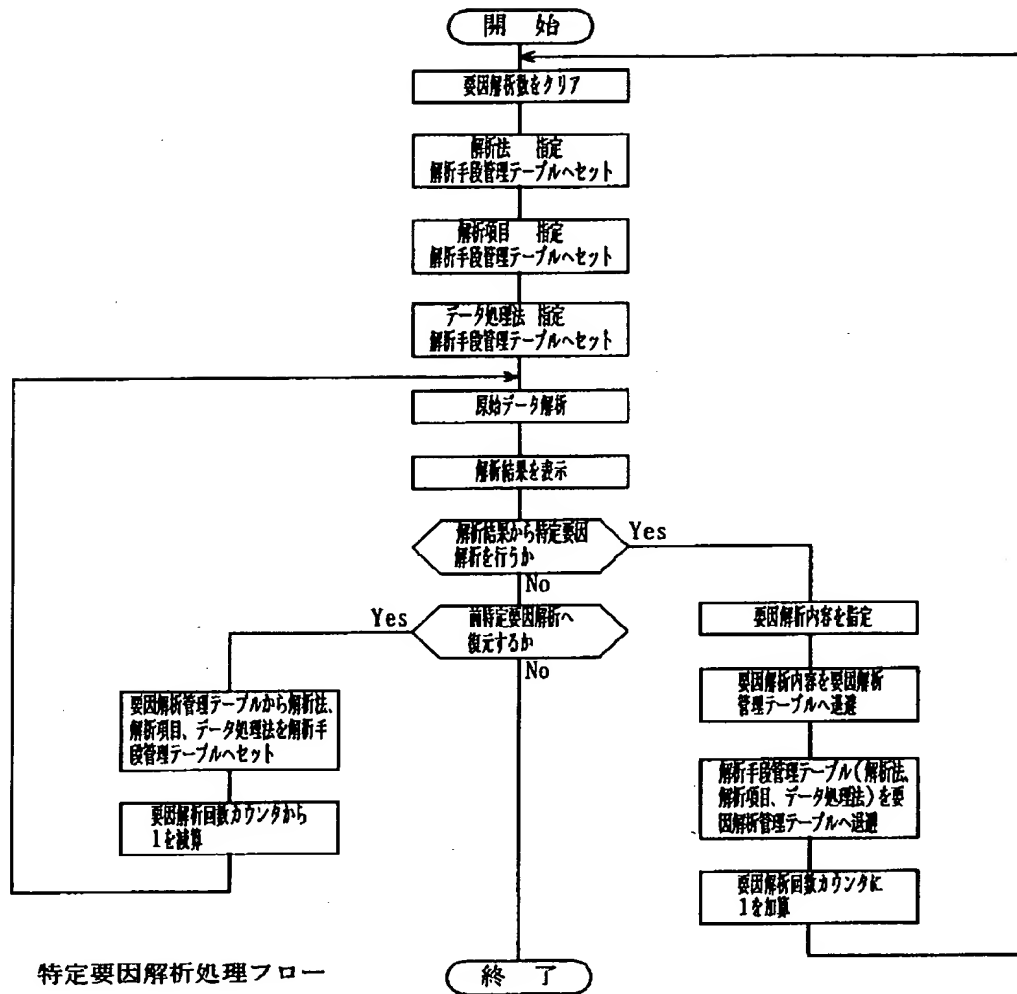 開 始
要因解析数をクリア
解析法 指定
解析手段管理テーブルへセット
解析項目 指定
解析手段管理テーブルへセット
データ処理法 指定
解析手段管理テーブルへセット
原始データ解析
解析結果を表示
解析結果から特定要因
解析を行うか
Yes
No
前特定要因解析へ
復元するか
Yes
No
要因解析内容を指定
要因解析内容を要因解析
管理テーブルへ退避
解析手段管理テーブル(解析法、
解析項目、データ処理法)を要
因解析管理テーブルへ退避
要因解析回数カウンタに
1を加算
要因解析管理テーブルから解析法、
解析項目、データ処理法を解析手
段管理テーブルへセット
要因解析回数カウンタから
1を減算
特定要因解析処理フロー
終 了